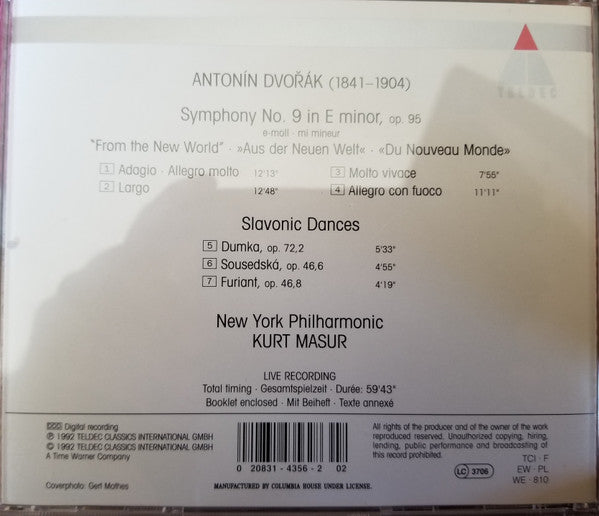 TELDEC
ANTONÍN DVOŘÁK (1841–1904)
Symphony No. 9 in E minor, op. 95
e-moll · mi mineur
"From the New World" · »Aus der Neuen Welt« · «Du Nouveau Monde»
1 Adagio · Allegro molto 12'13" 3 Molto vivace 7'55"
2 Largo 12'48" 4 Allegro con fuoco 11'11"
Slavonic Dances
5 Dumka, op. 72,2 5'33"
6 Sousedská, op. 46,6 4'55"
7 Furiant, op. 46,8 4'19"
New York Philharmonic
KURT MASUR
LIVE RECORDING
Total timing · Gesamtspielzeit · Durée: 59'43"
Booklet enclosed · Mit Beiheft · Texte annexé
DDD Digital recording
℗ 1992 TELDEC CLASSICS INTERNATIONAL GMBH
© 1992 TELDEC CLASSICS INTERNATIONAL GMBH
A Time Warner Company
Coverphoto: Gert Mothes
0 20831-4356-2 02
MANUFACTURED BY COLUMBIA HOUSE UNDER LICENSE.
All rights of the producer and of the owner of the work
reproduced reserved. Unauthorized copying, hiring,
lending, public performance and broadcasting of
this record prohibited.
LC 3706
TCI · F
EW · PL
WE · 810